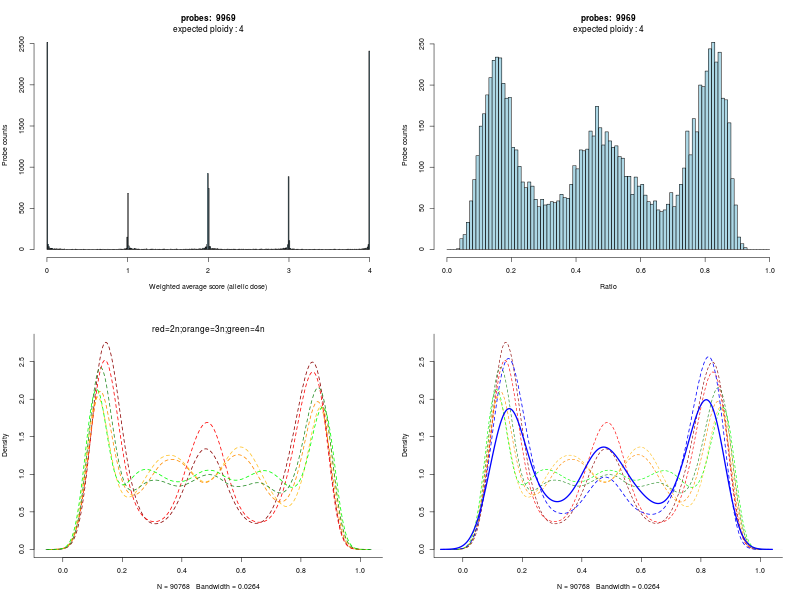 probes: 9969
expected ploidy : 4
Probe counts
2500
2000
1500
1000
500
0
0 1 2 3 4
Weighted average score (allelic dose)
probes: 9969
expected ploidy : 4
Probe counts
250
200
150
100
50
0
0.0 0.2 0.4 0.6 0.8 1.0
Ratio
red=2n;orange=3n;green=4n
Density
2.5
2.0
1.5
1.0
0.5
0.0
0.0 0.2 0.4 0.6 0.8 1.0
N = 90768 Bandwidth = 0.0264
Density
2.5
2.0
1.5
1.0
0.5
0.0
0.0 0.2 0.4 0.6 0.8 1.0
N = 90768 Bandwidth = 0.0264